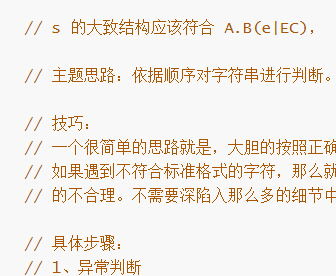 // s 的大致结构应该符合 A.B(e|EC),
// 主题思路：依据顺序对字符串进行判断。
// 技巧：
// 一个很简单的思路就是，大胆的按照正确
// 如果遇到不符合标准格式的字符，那么就
// 的不合理。不需要深陷入那么多的细节中
// 具体步骤：
// 1、异常判断